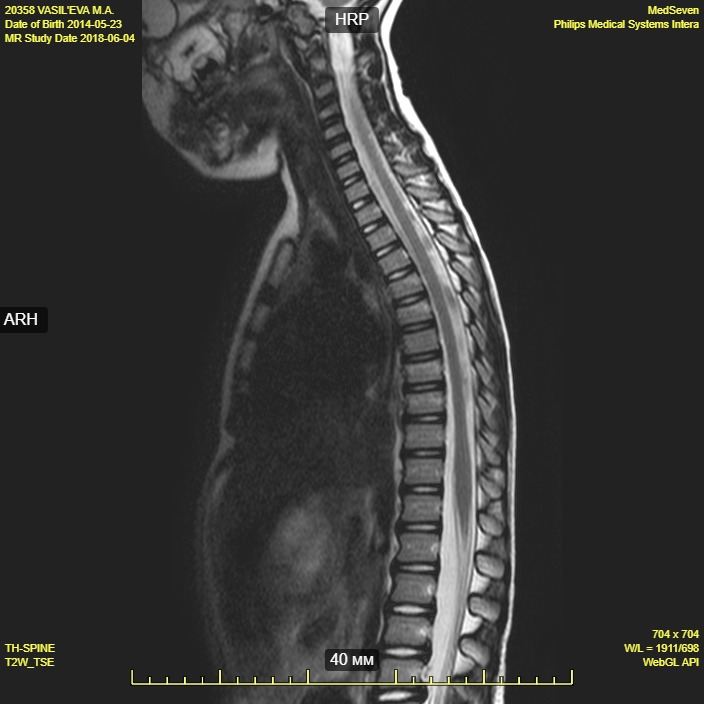 20358 VASIL'EVA M.A.
Date of Birth 2014-05-23
MR Study Date 2018-06-04
HRP
MedSeven
Philips Medical Systems Intera
ARH
TH-SPINE
T2W_TSE
40 мм
704 x 704
W/L = 1911/698
WebGL API